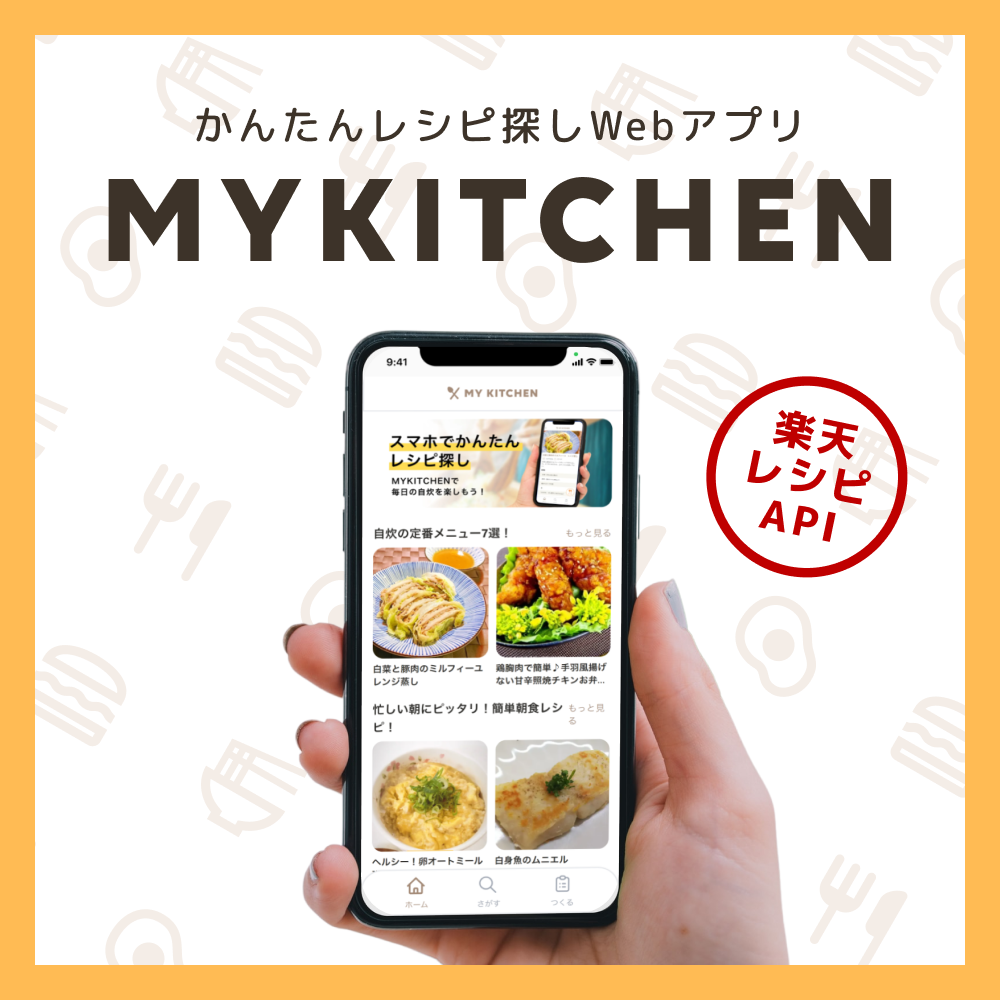 かんたんレシピ探しWebアプリ
MYKITCHEN
9:41
MY KITCHEN
スマホでかんたん
レシピ探し
MYKITCHENで
毎日の自炊を楽しもう！
自炊の定番メニュー7選！
もっと見る
白菜と豚肉のミルフィーユ
レンジ蒸し
鶏胸肉で簡単♪手羽風揚げ
ない甘辛照焼チキンお弁...
忙しい朝にピッタリ！簡単朝食レシ
ピ！
もっと見
る
ヘルシー！卵オートミール
白身魚のムニエル
ホーム
さがす
つくる
楽天
レシピ
API